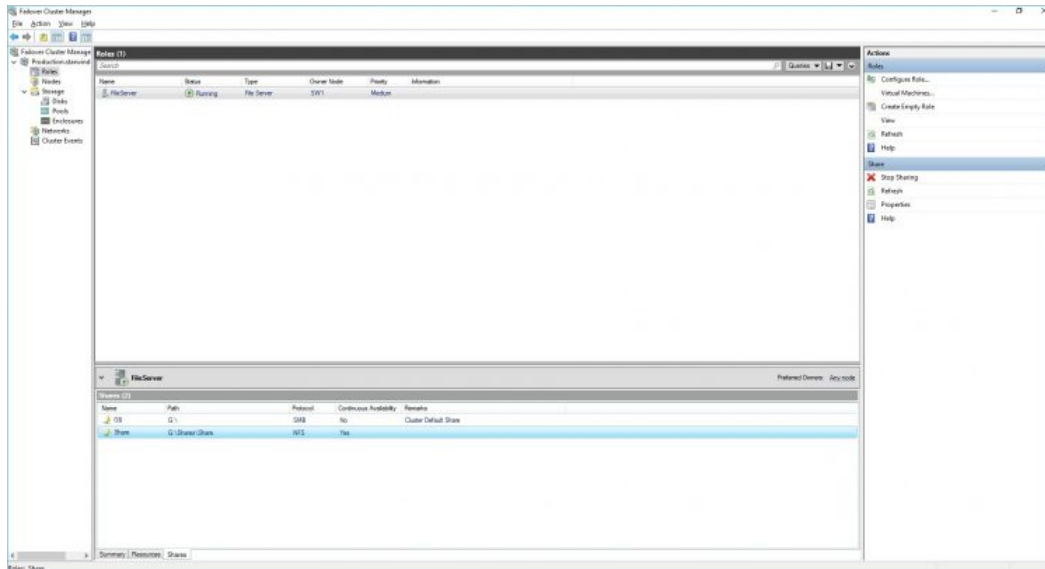 Failover Cluster Manager
File Action View Help
Failover Cluster Manage
Production.starwind
Roles
Nodes
Storage
Disks
Pools
Enclosures
Networks
Cluster Events
Roles (1)
Search
Queries
Name Status Type Owner Node Priority Information
FileServer Running File Server SW1 Medium
FileServer
Preferred Owners: Any node
Shares (2)
Name Path Protocol Continuous Availability Remarks
G$ G:\ SMB No Cluster Default Share
Share G:\Shares\Share NFS Yes
Summary Resources Shares
Actions
Roles
Configure Role...
Virtual Machines...
Create Empty Role
View
Refresh
Help
Share
Stop Sharing
Refresh
Properties
Help
Roles: Share